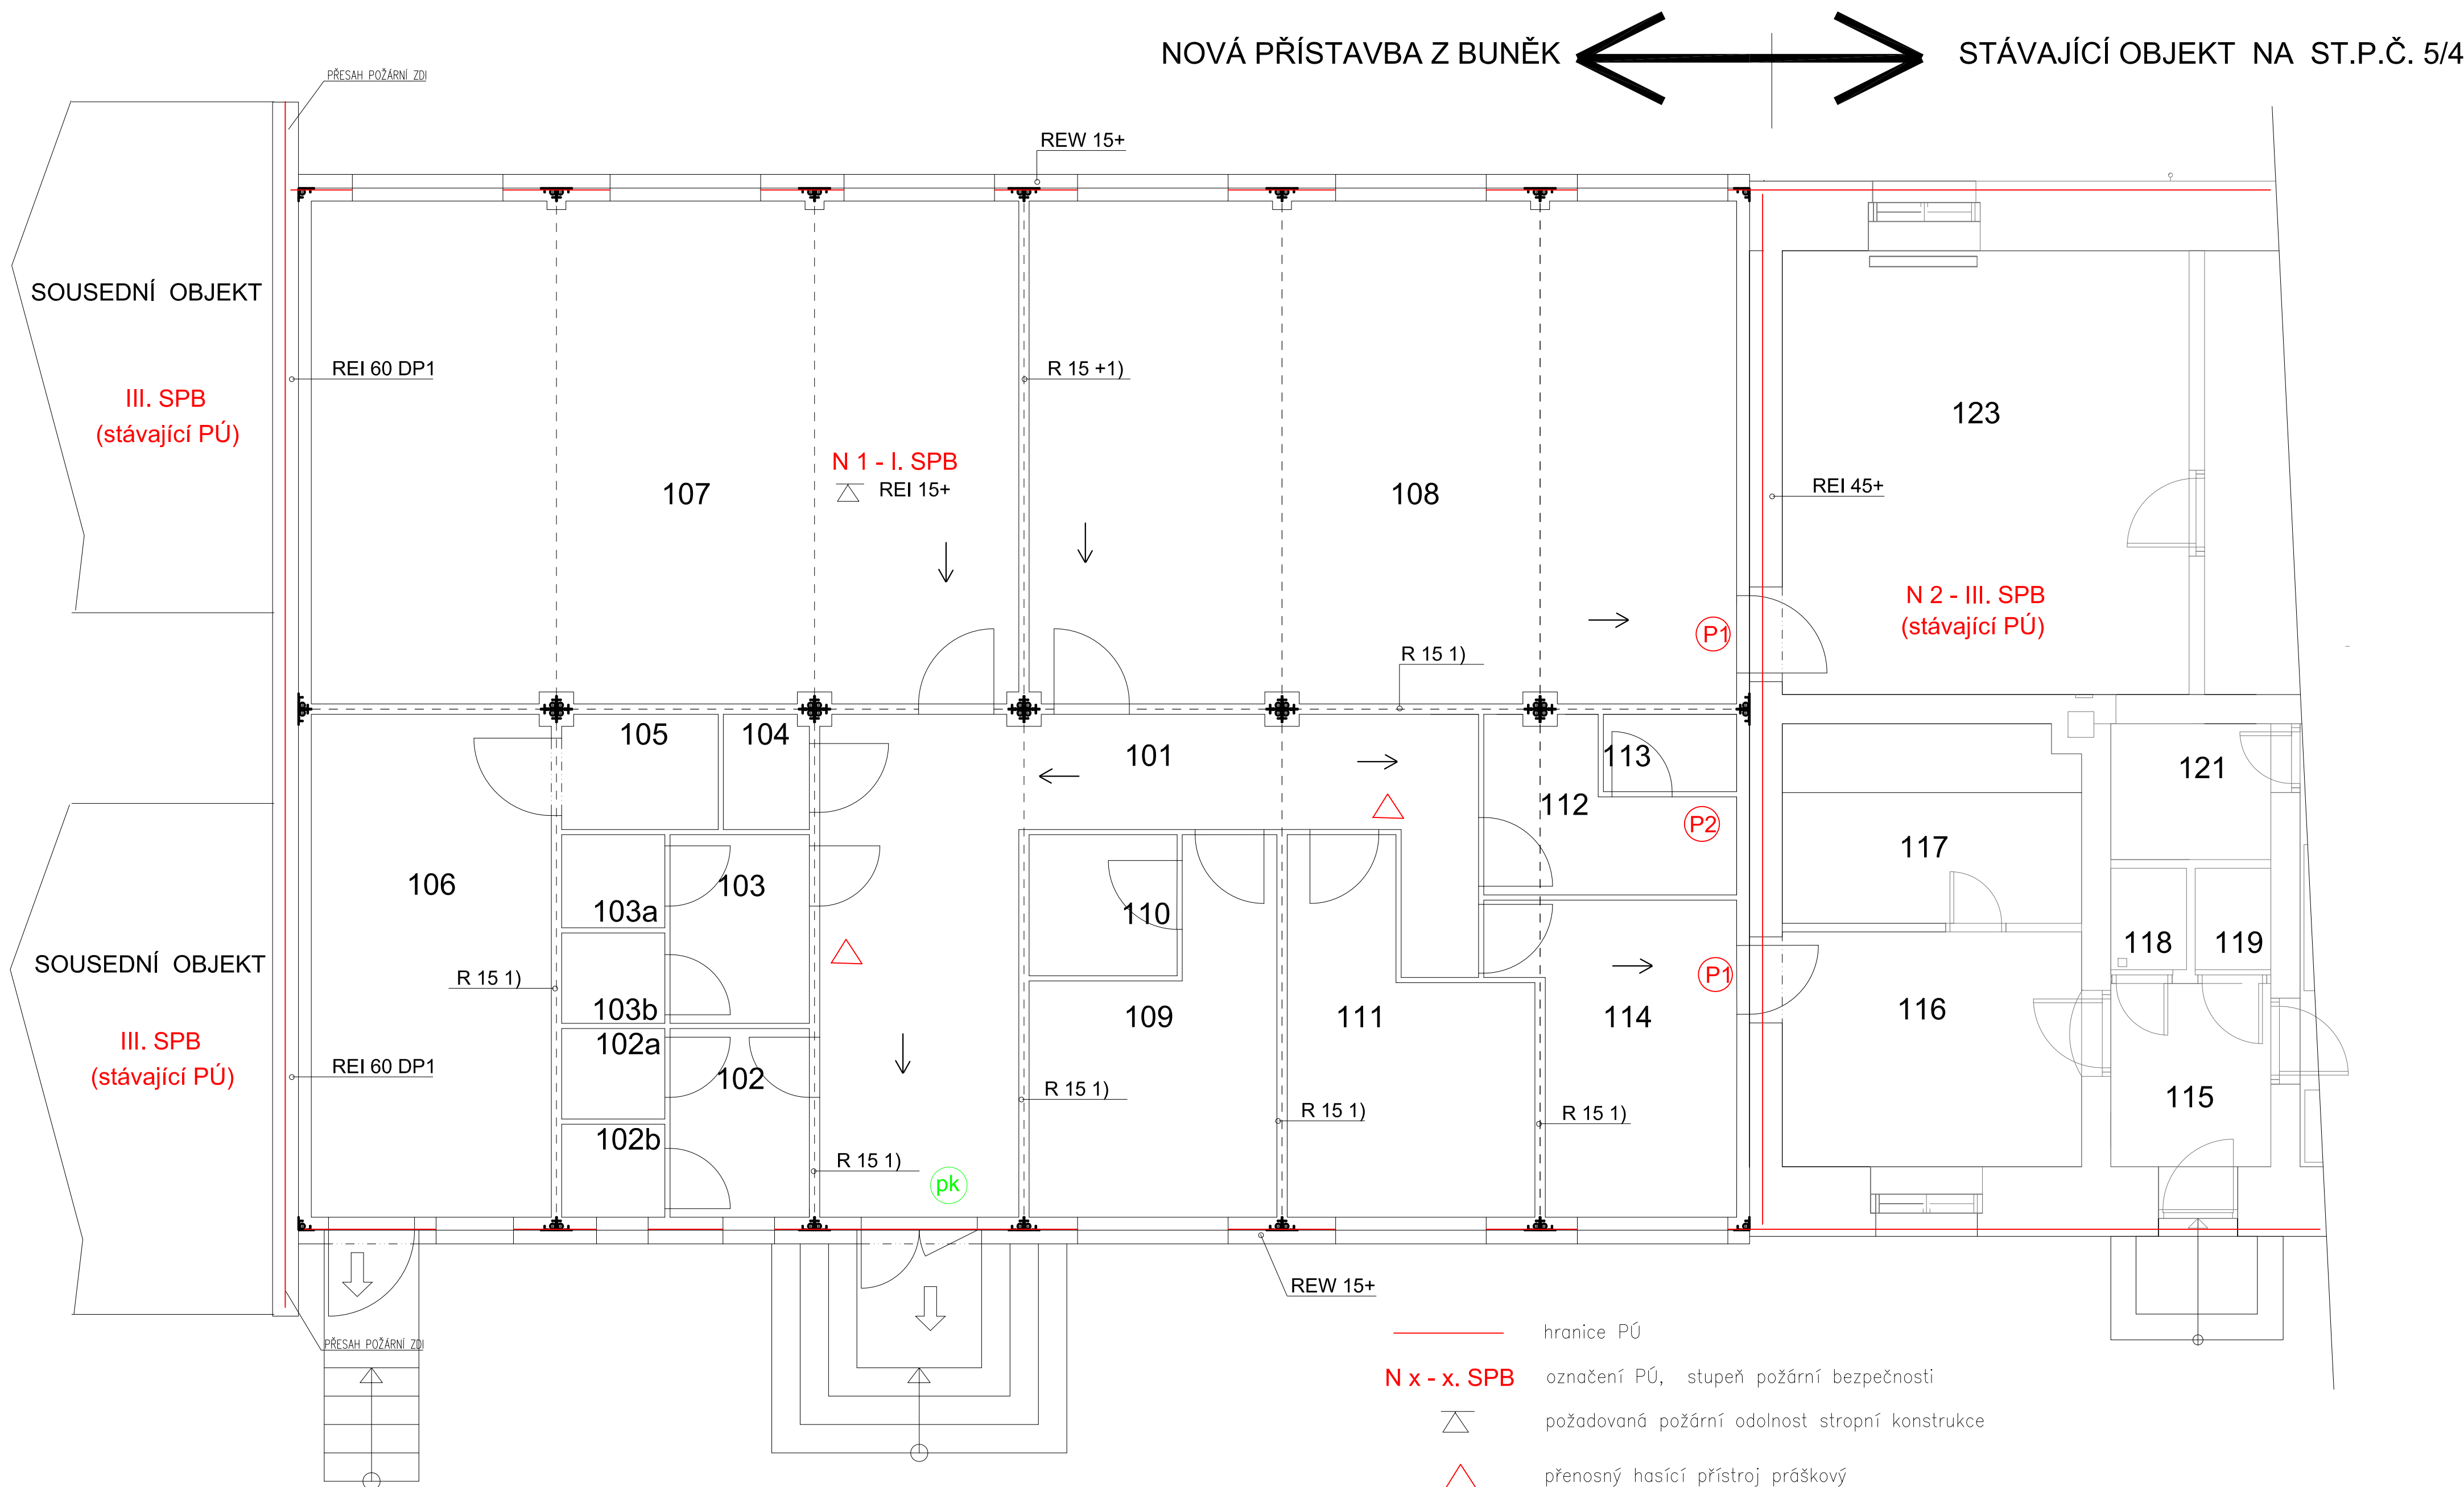 NOVÁ PŘÍSTAVBA Z BUNĚK
STÁVAJÍCÍ OBJEKT NA ST.P.Č. 5/4
PŘESAH POŽÁRNÍ ZDI
REW 15+
SOUSEDNÍ OBJEKT
III. SPB
(stávající PÚ)
REI 60 DP1
R 15 +1)
N 1 - I. SPB
REI 15+
107
108
123
REI 45+
N 2 - III. SPB
(stávající PÚ)
P1
R 15 1)
105
104
101
113
112
121
P2
117
106
103
103a
110
118
119
SOUSEDNÍ OBJEKT
III. SPB
(stávající PÚ)
REI 60 DP1
R 15 1)
103b
102a
102
102b
109
111
114
P1
116
115
R 15 1)
R 15 1)
R 15 1)
R 15 1)
pk
REW 15+
PŘESAH POŽÁRNÍ ZDI
hranice PÚ
N x - x. SPB označení PÚ, stupeň požární bezpečnosti
požadovaná požární odolnost stropní konstrukce
přenosný hasící přístroj práškový